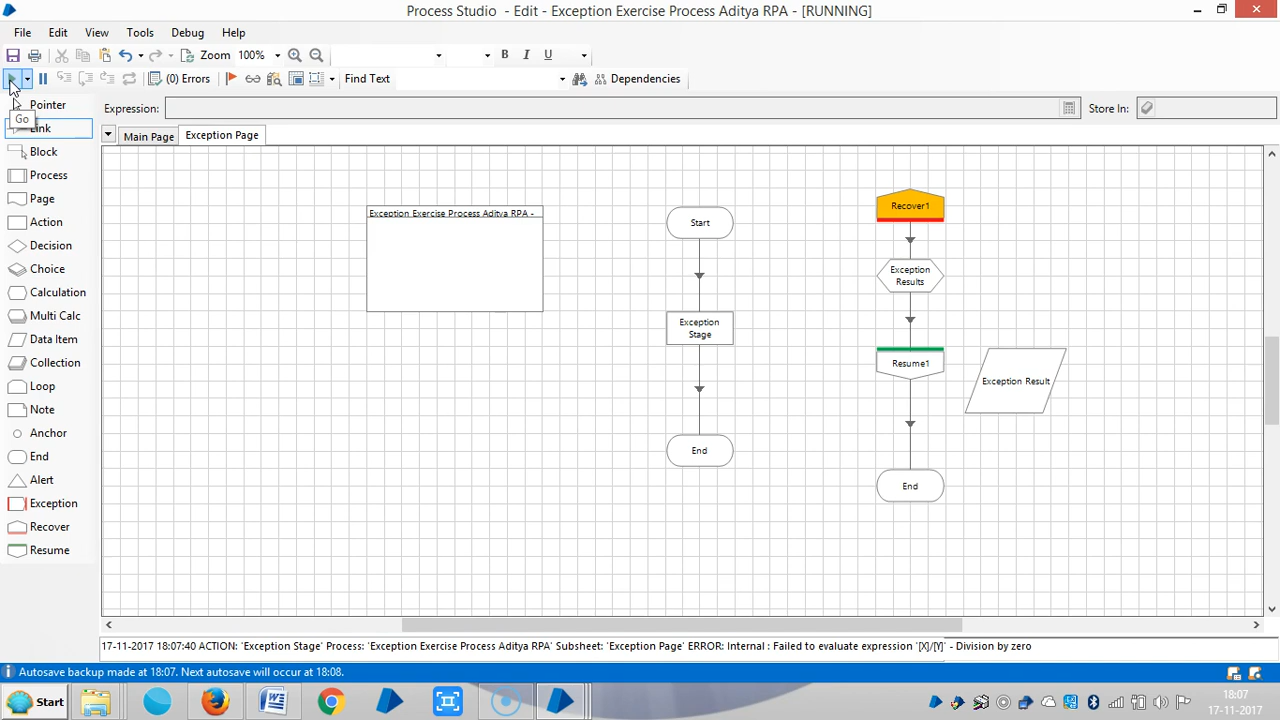 Process Studio - Edit - Exception Exercise Process Aditya RPA - [RUNNING]
File Edit View Tools Debug Help
Zoom 100% B I U
(0) Errors Find Text Dependencies
Pointer
Go
Link
Block
Process
Page
Action
Decision
Choice
Calculation
Multi Calc
Data Item
Collection
Loop
Note
Anchor
End
Alert
Exception
Recover
Resume
Expression: Store In:
Main Page Exception Page
Exception Exercise Process Aditya RPA -
Start
Exception
Stage
End
Recover1
Exception
Results
Resume1
Exception Result
End
17-11-2017 18:07:40 ACTION: 'Exception Stage' Process: 'Exception Exercise Process Aditya RPA' Subsheet: 'Exception Page' ERROR: Internal : Failed to evaluate expression '[X]/[Y]' - Division by zero
Autosave backup made at 18:07. Next autosave will occur at 18:08.
Start
18:07
17-11-2017